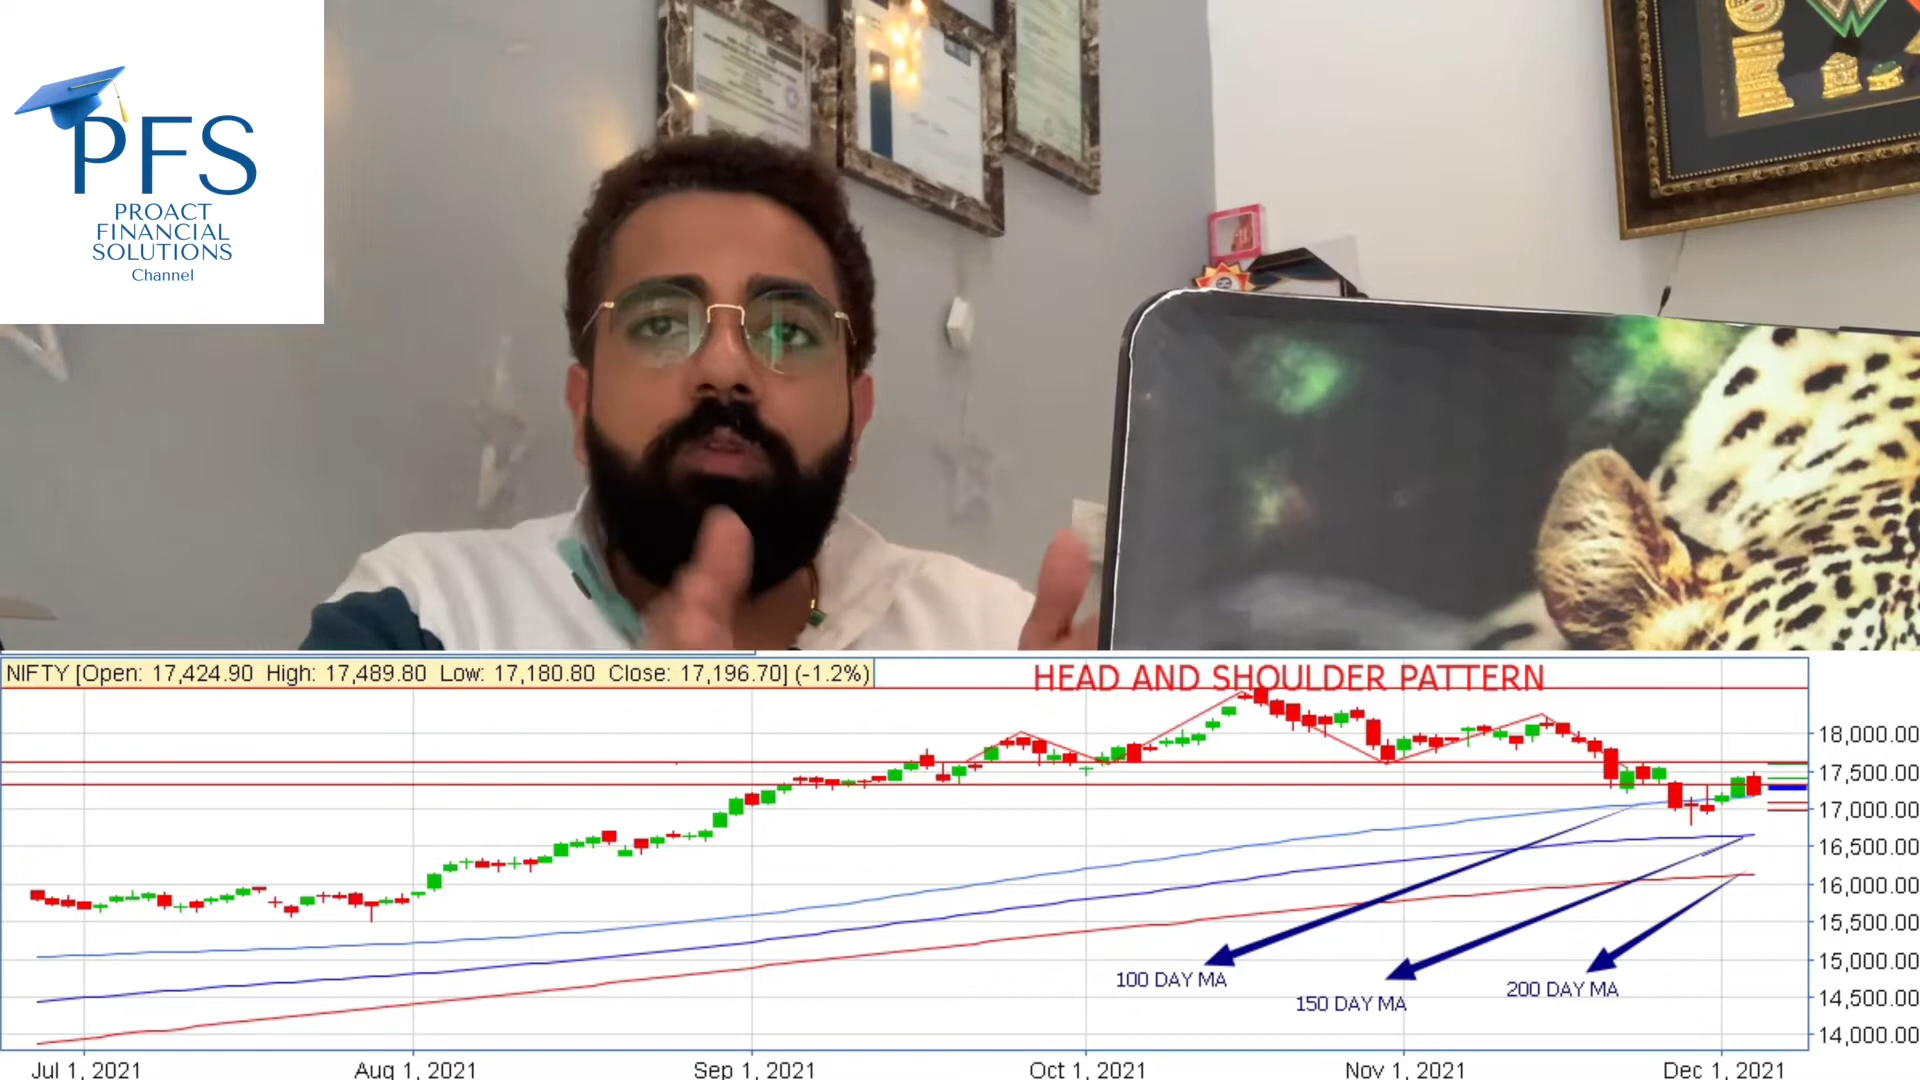 PFS
PROACT
FINANCIAL
SOLUTIONS
Channel
NIFTY [Open: 17,424.90 High: 17,489.80 Low: 17,180.80 Close: 17,196.70] (-1.2%)
HEAD AND SHOULDER PATTERN
18,000.00
17,500.00
17,000.00
16,500.00
16,000.00
15,500.00
15,000.00
14,500.00
14,000.00
100 DAY MA
150 DAY MA
200 DAY MA
Jul 1, 2021
Aug 1, 2021
Sep 1, 2021
Oct 1, 2021
Nov 1, 2021
Dec 1, 2021